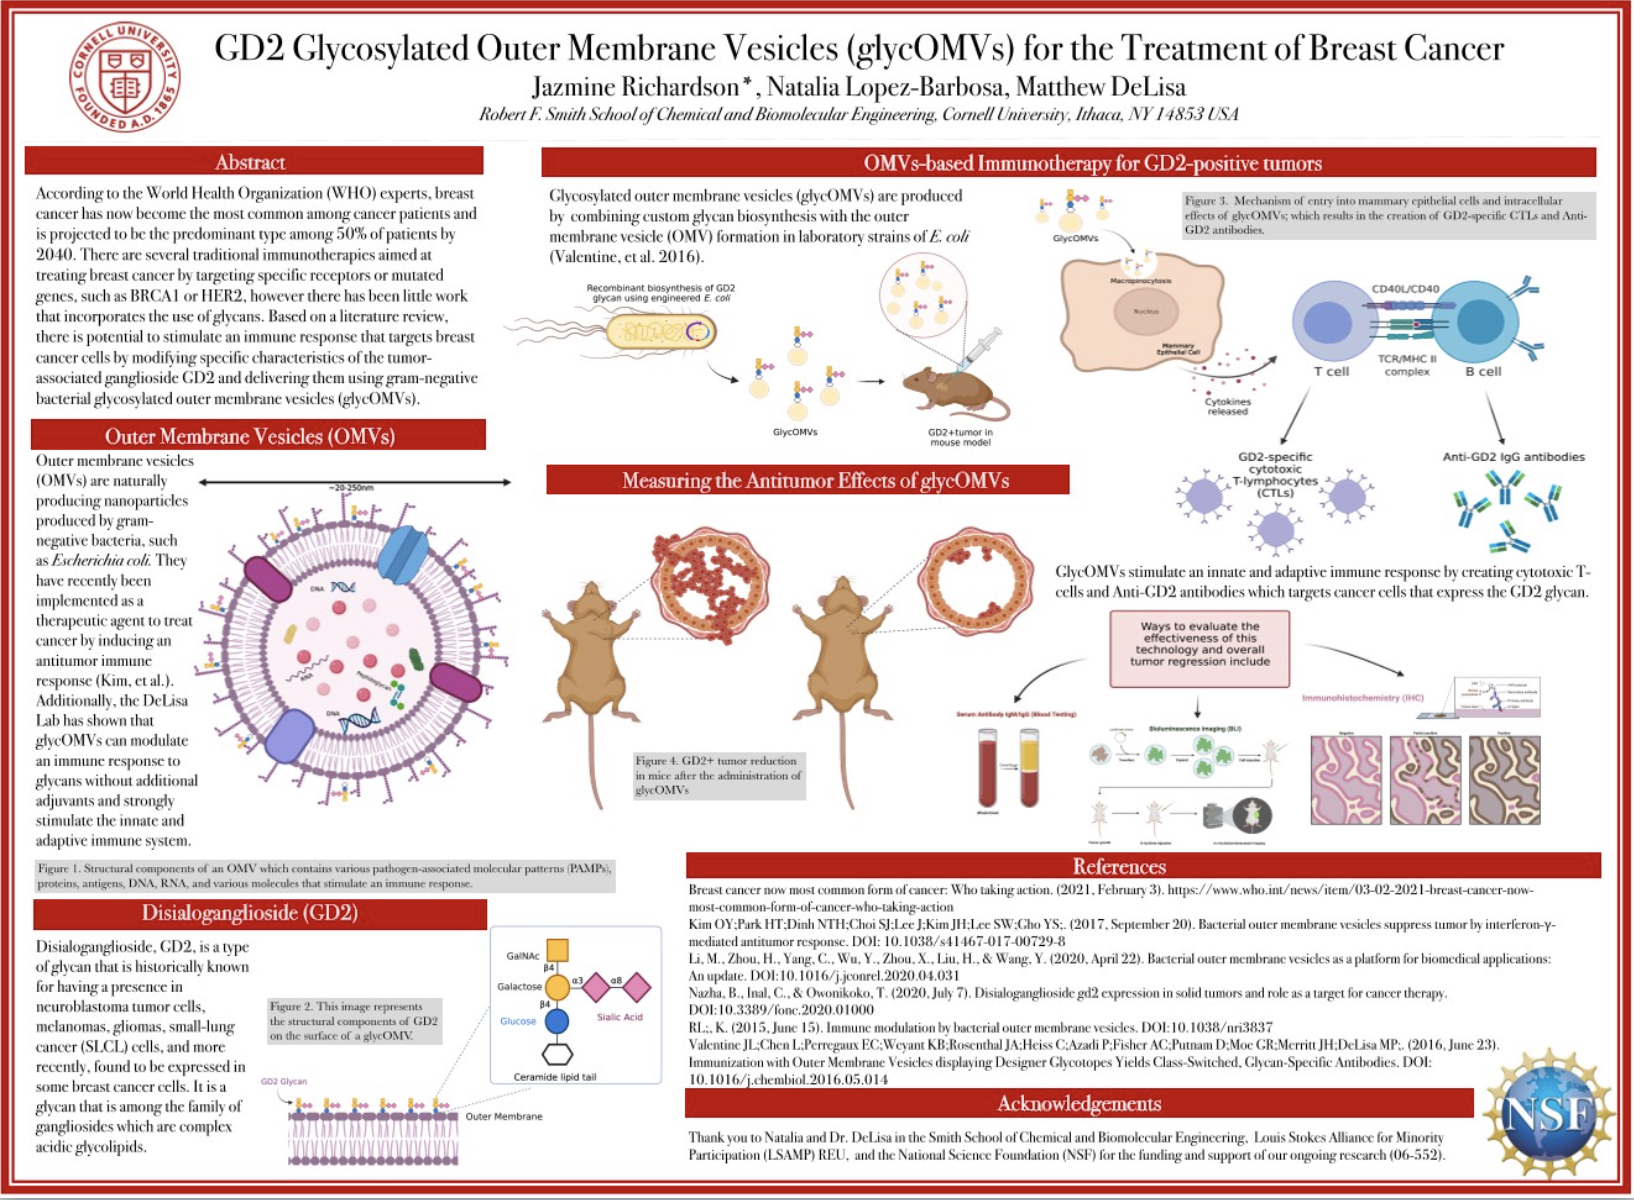 CORNELL UNIVERSITY
FOUNDED A.D. 1865
GD2 Glycosylated Outer Membrane Vesicles (glycOMVs) for the Treatment of Breast Cancer
Jazmine Richardson*, Natalia Lopez-Barbosa, Matthew DeLisa
Robert F. Smith School of Chemical and Biomolecular Engineering, Cornell University, Ithaca, NY 14853 USA
Abstract
According to the World Health Organization (WHO) experts, breast
cancer has now become the most common among cancer patients and
is projected to be the predominant type among 50% of patients by
2040. There are several traditional immunotherapies aimed at
treating breast cancer by targeting specific receptors or mutated
genes, such as BRCA1 or HER2, however there has been little work
that incorporates the use of glycans. Based on a literature review,
there is potential to stimulate an immune response that targets breast
cancer cells by modifying specific characteristics of the tumor-
associated ganglioside GD2 and delivering them using gram-negative
bacterial glycosylated outer membrane vesicles (glycOMVs).
Outer Membrane Vesicles (OMVs)
Outer membrane vesicles
(OMVs) are naturally
producing nanoparticles
produced by gram-
negative bacteria, such
as Escherichia coli. They
have recently been
implemented as a
therapeutic agent to treat
cancer by inducing an
antitumor immune
response (Kim, et al.).
Additionally, the DeLisa
Lab has shown that
glycOMVs can modulate
an immune response to
glycans without additional
adjuvants and strongly
stimulate the innate and
adaptive immune system.
~20-250nm
DNA
RNA
Peptidoglycan
DNA
Figure 1. Structural components of an OMV which contains various pathogen-associated molecular patterns (PAMPs),
proteins, antigens, DNA, RNA, and various molecules that stimulate an immune response.
Disialoganglioside (GD2)
Disialoganglioside, GD2, is a type
of glycan that is historically known
for having a presence in
neuroblastoma tumor cells,
melanomas, gliomas, small-lung
cancer (SLCL) cells, and more
recently, found to be expressed in
some breast cancer cells. It is a
glycan that is among the family of
gangliosides which are complex
acidic glycolipids.
Figure 2. This image represents
the structural components of GD2
on the surface of a glycOMV.
GalNAc
β4
Galactose
α3
α8
β4
Glucose
Sialic Acid
Ceramide lipid tail
GD2 Glycan
Outer Membrane
OMVs-based Immunotherapy for GD2-positive tumors
Glycosylated outer membrane vesicles (glycOMVs) are produced
by combining custom glycan biosynthesis with the outer
membrane vesicle (OMV) formation in laboratory strains of E. coli
(Valentine, et al. 2016).
Recombinant biosynthesis of GD2
glycan using engineered E. coli
GlycOMVs
GD2+tumor in
mouse model
GlycOMVs
Macropinocytosis
Nucleus
Mammary
Epithelial Cell
Cytokines
released
Figure 3. Mechanism of entry into mammary epithelial cells and intracellular
effects of glycOMVs; which results in the creation of GD2-specific CTLs and Anti-
GD2 antibodies.
CD40L/CD40
TCR/MHC II
complex
T cell
B cell
GD2-specific
cytotoxic
T-lymphocytes
(CTLs)
Anti-GD2 IgG antibodies
GlycOMVs stimulate an innate and adaptive immune response by creating cytotoxic T-
cells and Anti-GD2 antibodies which targets cancer cells that express the GD2 glycan.
Measuring the Antitumor Effects of glycOMVs
Figure 4. GD2+ tumor reduction
in mice after the administration of
glycOMVs
Ways to evaluate the
effectiveness of this
technology and overall
tumor regression include
Serum Antibody IgM/IgG (Blood Testing)
Bioluminescence Imaging (BLI)
Immunohistochemistry (IHC)
References
Breast cancer now most common form of cancer: Who taking action. (2021, February 3). https://www.who.int/news/item/03-02-2021-breast-cancer-now-
most-common-form-of-cancer-who-taking-action
Kim OY;Park HT;Dinh NTH;Choi SJ;Lee J;Kim JH;Lee SW;Gho YS;. (2017, September 20). Bacterial outer membrane vesicles suppress tumor by interferon-γ-
mediated antitumor response. DOI: 10.1038/s41467-017-00729-8
Li, M., Zhou, H., Yang, C., Wu, Y., Zhou, X., Liu, H., & Wang, Y. (2020, April 22). Bacterial outer membrane vesicles as a platform for biomedical applications:
An update. DOI:10.1016/j.jconrel.2020.04.031
Nazha, B., Inal, C., & Owonikoko, T. (2020, July 7). Disialoganglioside gd2 expression in solid tumors and role as a target for cancer therapy.
DOI:10.3389/fonc.2020.01000
RL;, K. (2015, June 15). Immune modulation by bacterial outer membrane vesicles. DOI:10.1038/nri3837
Valentine JL;Chen L;Perregaux EC;Weyant KB;Rosenthal JA;Heiss C;Azadi P;Fisher AC;Putnam D;Moe GR;Merritt JH;DeLisa MP;. (2016, June 23).
Immunization with Outer Membrane Vesicles displaying Designer Glycotopes Yields Class-Switched, Glycan-Specific Antibodies. DOI:
10.1016/j.chembiol.2016.05.014
Acknowledgements
Thank you to Natalia and Dr. DeLisa in the Smith School of Chemical and Biomolecular Engineering, Louis Stokes Alliance for Minority
Participation (LSAMP) REU, and the National Science Foundation (NSF) for the funding and support of our ongoing research (06-552).
NSF